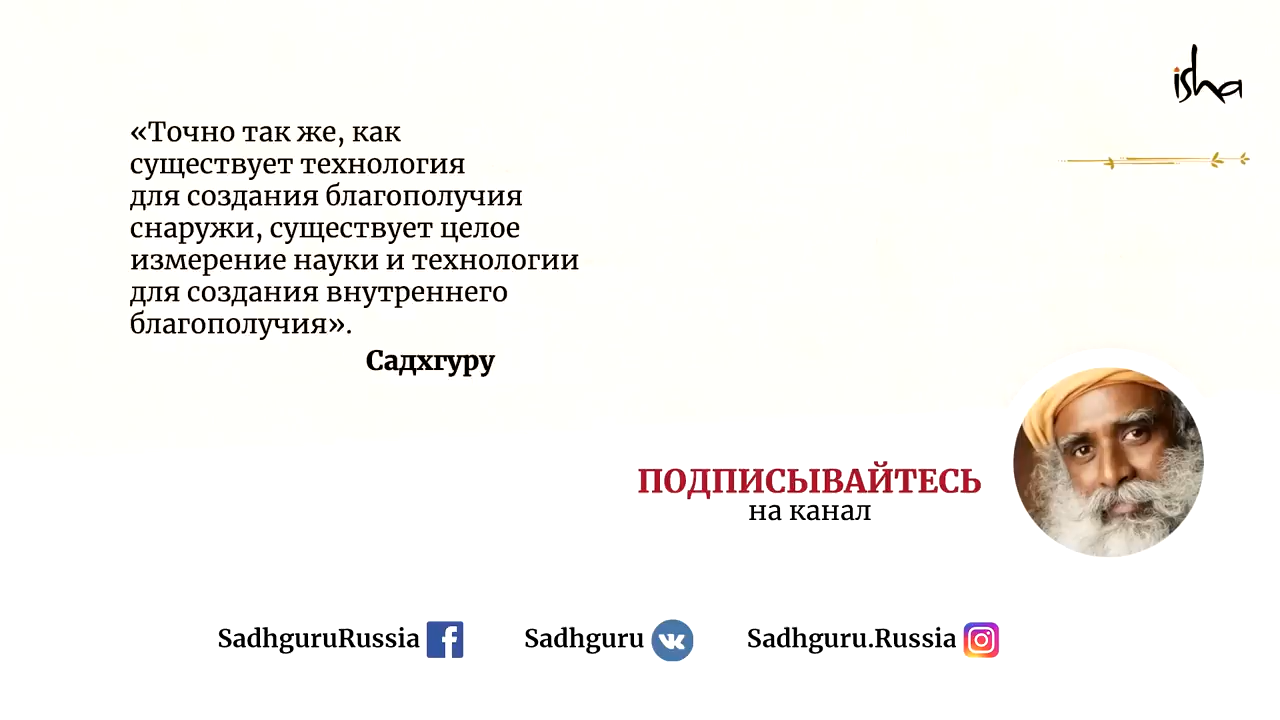 isha
«Точно так же, как
существует технология
для создания благополучия
снаружи, существует целое
измерение науки и технологии
для создания внутреннего
благополучия».
Садхгуру
ПОДПИСЫВАЙТЕСЬ
на канал
SadhguruRussia
Sadhguru
Sadhguru.Russia